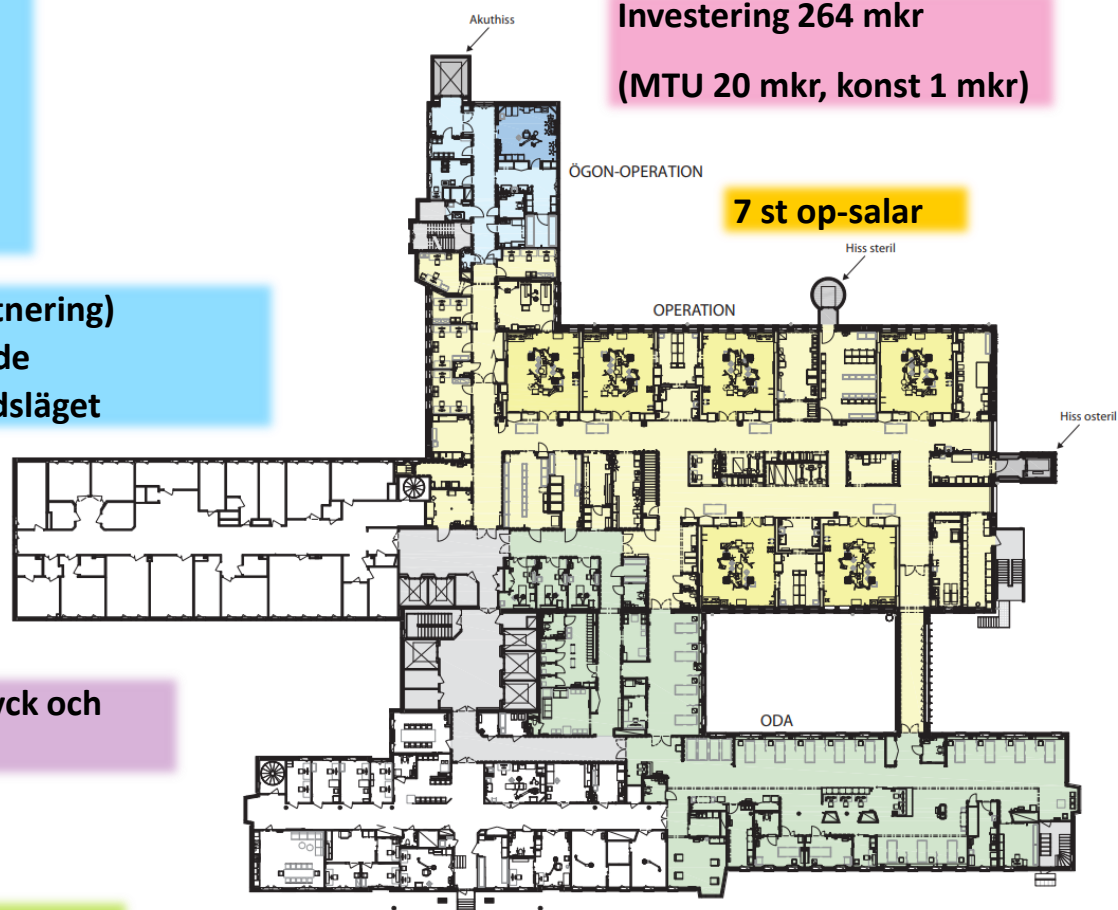 Akuthiss
Investering 264 mkr
(MTU 20 mkr, konst 1 mkr)
ÖGON-OPERATION
7 st op-salar
Hiss steril
tnering)
de
dsläget
OPERATION
Hiss osteril
yck och
ODA